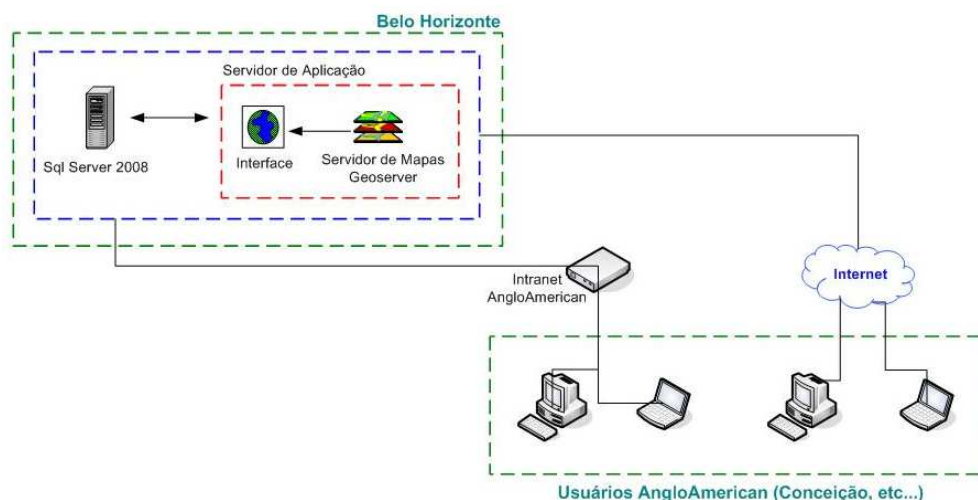 Belo Horizonte
Servidor de Aplicação
Sql Server 2008
Interface
Servidor de Mapas
Geoserver
Intranet
AngloAmerican
Internet
Usuários AngloAmerican (Conceição, etc...)